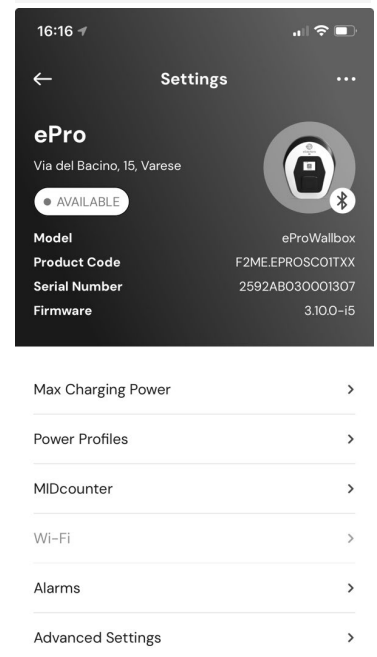 16:16
Settings
ePro
Via del Bacino, 15, Varese
AVAILABLE
Model eProWallbox
Product Code F2ME.EPROSC01TXX
Serial Number 2592AB030001307
Firmware 3.10.0-i5
Max Charging Power
Power Profiles
MIDcounter
Wi-Fi
Alarms
Advanced Settings